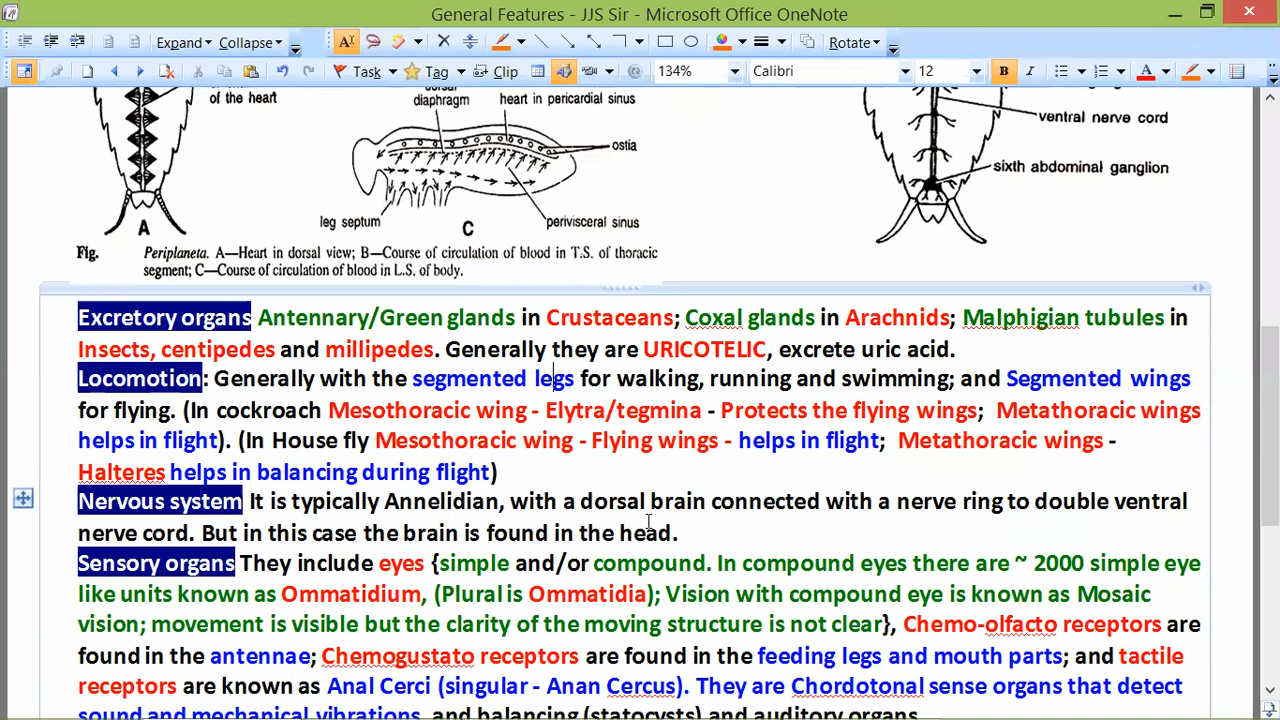 General Features - JJS Sir - Microsoft Office OneNote
Expand Collapse Rotate
Task Tag Clip 134% Calibri 12 B I U
of the heart
diaphragm
heart in pericardial sinus
ostia
leg septum
perivisceral sinus
A
C
ventral nerve cord
sixth abdominal ganglion
Fig. Periplaneta. A—Heart in dorsal view; B—Course of circulation of blood in T.S. of thoracic
segment; C—Course of circulation of blood in L.S. of body.
Excretory organs Antennary/Green glands in Crustaceans; Coxal glands in Arachnids; Malphigian tubules in
Insects, centipedes and millipedes. Generally they are URICOTELIC, excrete uric acid.
Locomotion: Generally with the segmented legs for walking, running and swimming; and Segmented wings
for flying. (In cockroach Mesothoracic wing - Elytra/tegmina - Protects the flying wings; Metathoracic wings
helps in flight). (In House fly Mesothoracic wing - Flying wings - helps in flight; Metathoracic wings -
Halteres helps in balancing during flight)
Nervous system It is typically Annelidian, with a dorsal brain connected with a nerve ring to double ventral
nerve cord. But in this case the brain is found in the head.
Sensory organs They include eyes {simple and/or compound. In compound eyes there are ~ 2000 simple eye
like units known as Ommatidium, (Plural is Ommatidia); Vision with compound eye is known as Mosaic
vision; movement is visible but the clarity of the moving structure is not clear}, Chemo-olfacto receptors are
found in the antennae; Chemogustato receptors are found in the feeding legs and mouth parts; and tactile
receptors are known as Anal Cerci (singular - Anan Cercus). They are Chordotonal sense organs that detect
sound and mechanical vibrations, and balancing (statocysts) and auditory organs.